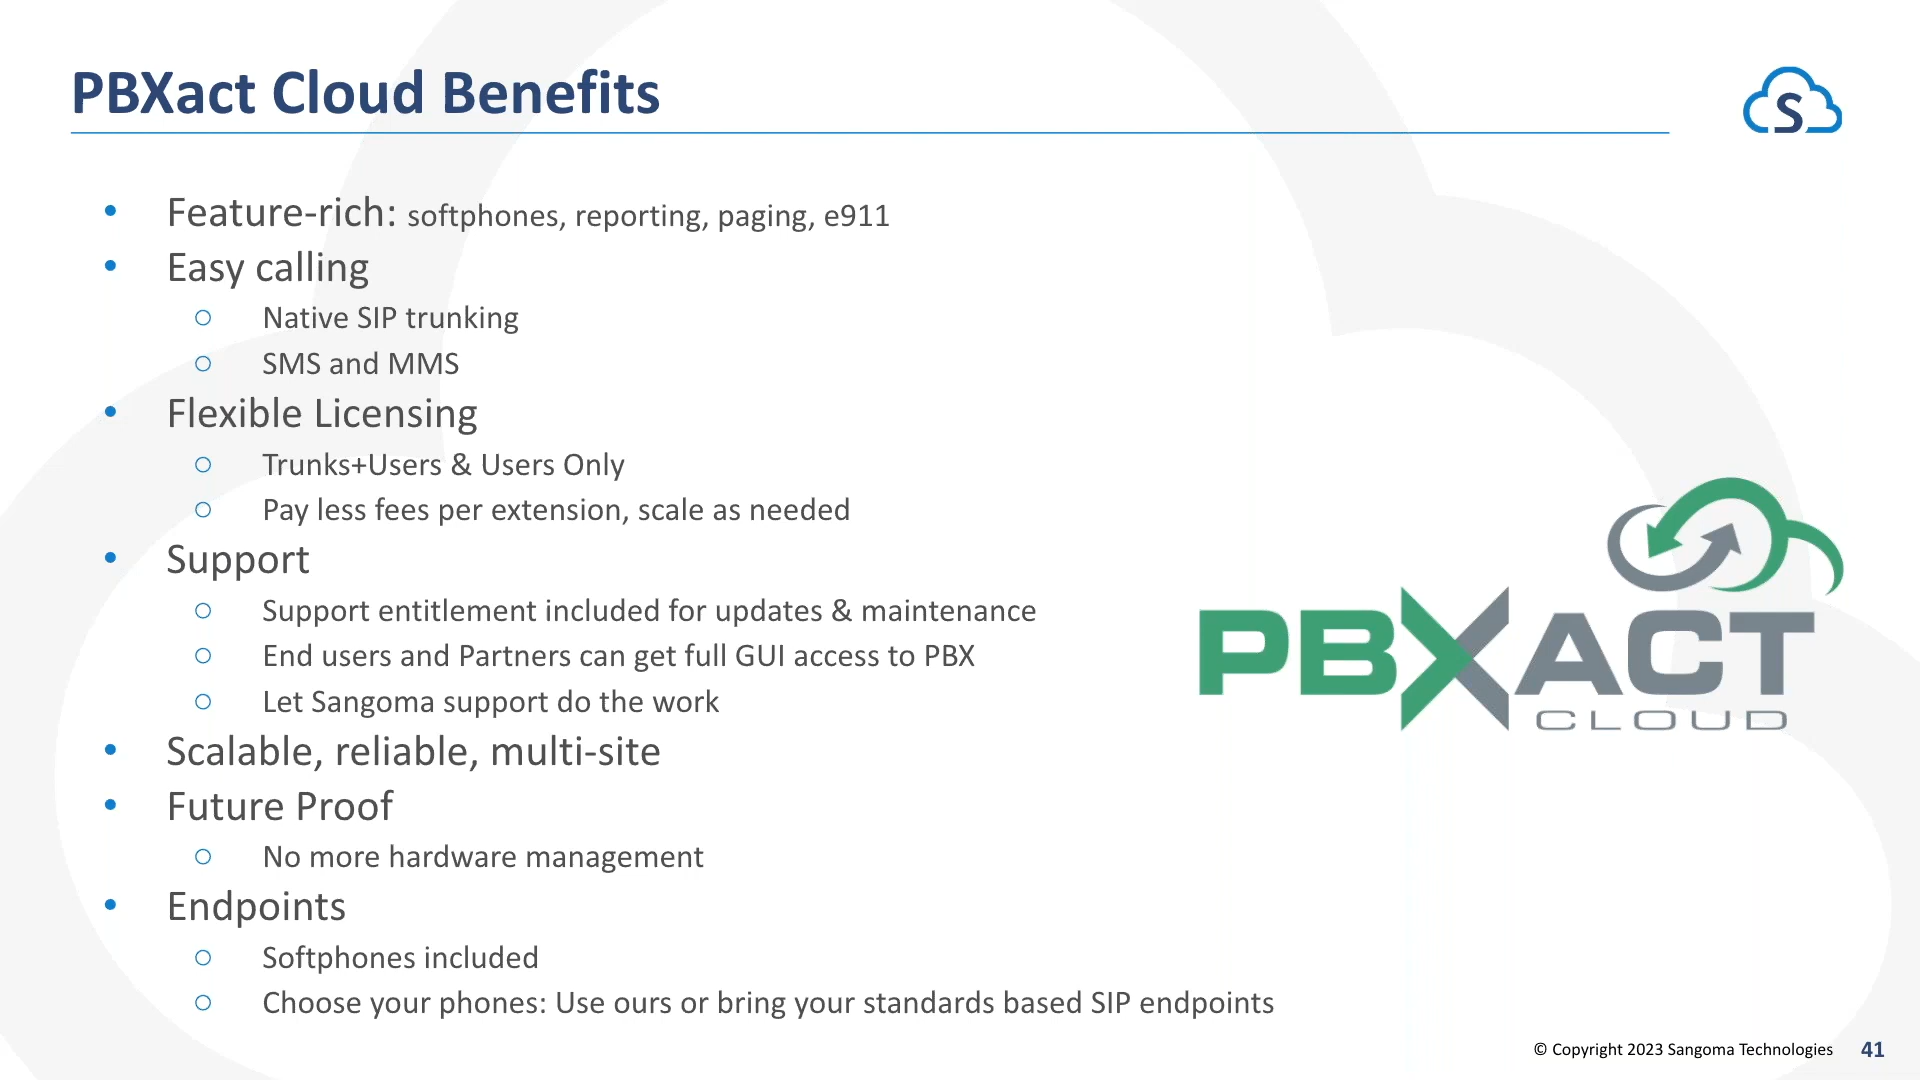 PBXact Cloud Benefits
S
• Feature-rich: softphones, reporting, paging, e911
• Easy calling
○ Native SIP trunking
○ SMS and MMS
• Flexible Licensing
○ Trunks+Users & Users Only
○ Pay less fees per extension, scale as needed
• Support
○ Support entitlement included for updates & maintenance
○ End users and Partners can get full GUI access to PBX
○ Let Sangoma support do the work
• Scalable, reliable, multi-site
• Future Proof
○ No more hardware management
• Endpoints
○ Softphones included
○ Choose your phones: Use ours or bring your standards based SIP endpoints
PBXACT
CLOUD
© Copyright 2023 Sangoma Technologies 41